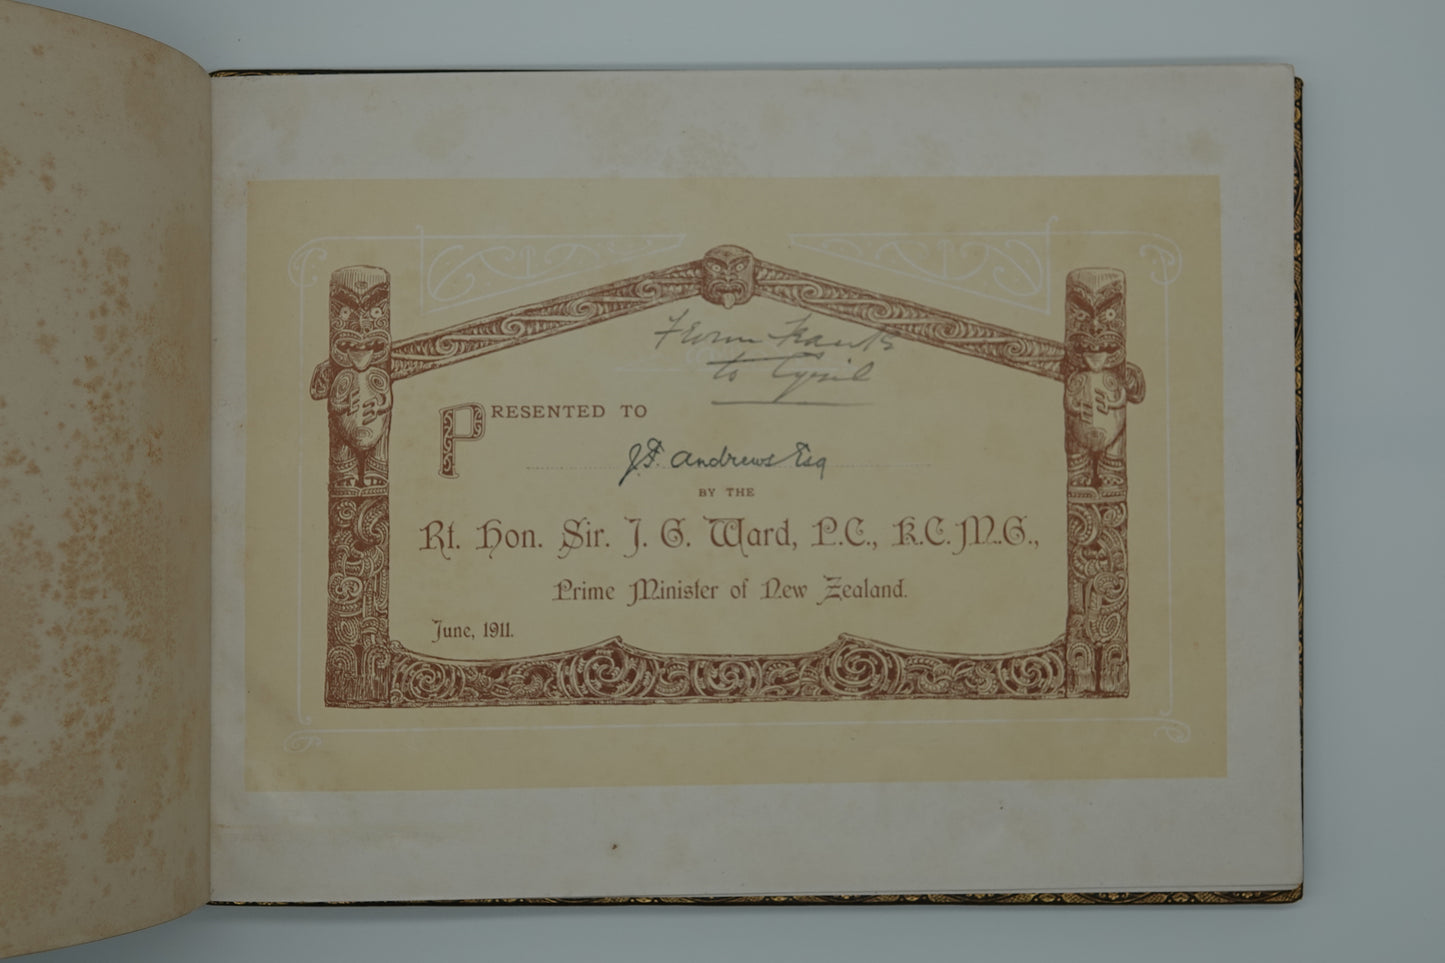 From Frank
to Cyril
PRESENTED TO
J.F. Andrews Esq
BY THE
Rt. Hon. Sir. J. G. Ward, P.C., K.C.M.G.,
Prime Minister of New Zealand.
June, 1911.